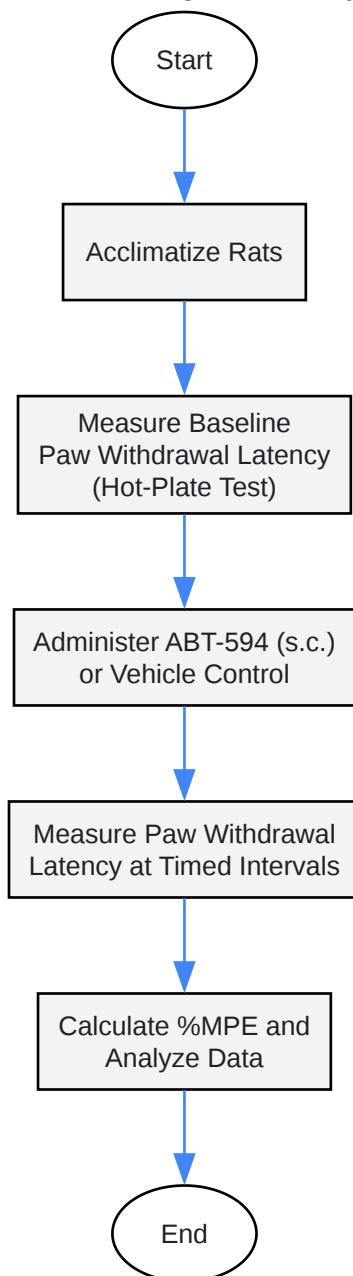 Start
Acclimatize Rats
Measure Baseline
Paw Withdrawal Latency
(Hot-Plate Test)
Administer ABT-594 (s.c.)
or Vehicle Control
Measure Paw Withdrawal
Latency at Timed Intervals
Calculate %MPE and
Analyze Data
End